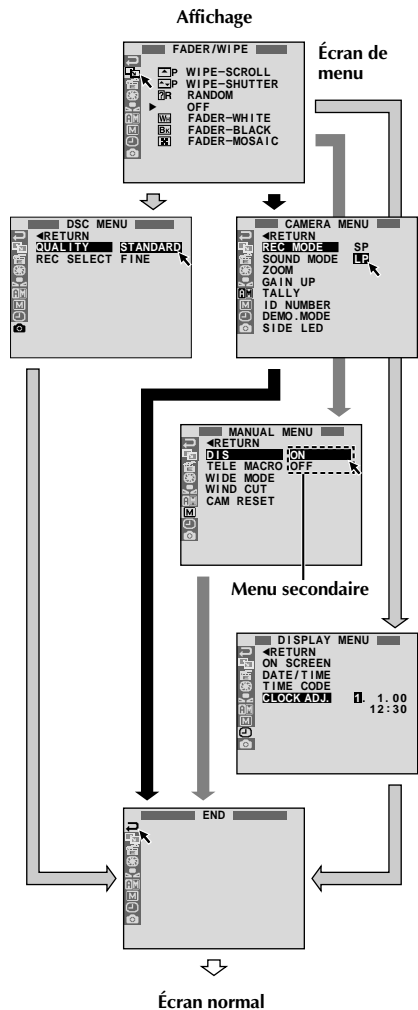 Affichage
Écran de
menu
FADER/WIPE
P WIPE–SCROLL
P WIPE–SHUTTER
R RANDOM
OFF
FADER–WHITE
FADER–BLACK
FADER–MOSAIC
DSC MENU
◄RETURN
QUALITY STANDARD
REC SELECT FINE
CAMERA MENU
◄RETURN
REC MODE SP
SOUND MODE LP
ZOOM
GAIN UP
TALLY
ID NUMBER
DEMO.MODE
SIDE LED
MANUAL MENU
◄RETURN
DIS ON
TELE MACRO OFF
WIDE MODE
WIND CUT
CAM RESET
Menu secondaire
DISPLAY MENU
◄RETURN
ON SCREEN
DATE/TIME
TIME CODE
CLOCK ADJ. 1. 1.00
12:30
END
Écran normal